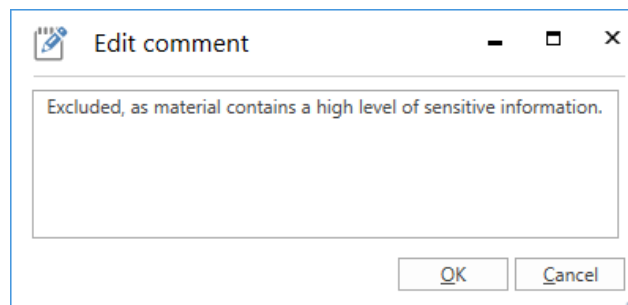 Edit comment
Excluded, as material contains a high level of sensitive information.
OK
Cancel